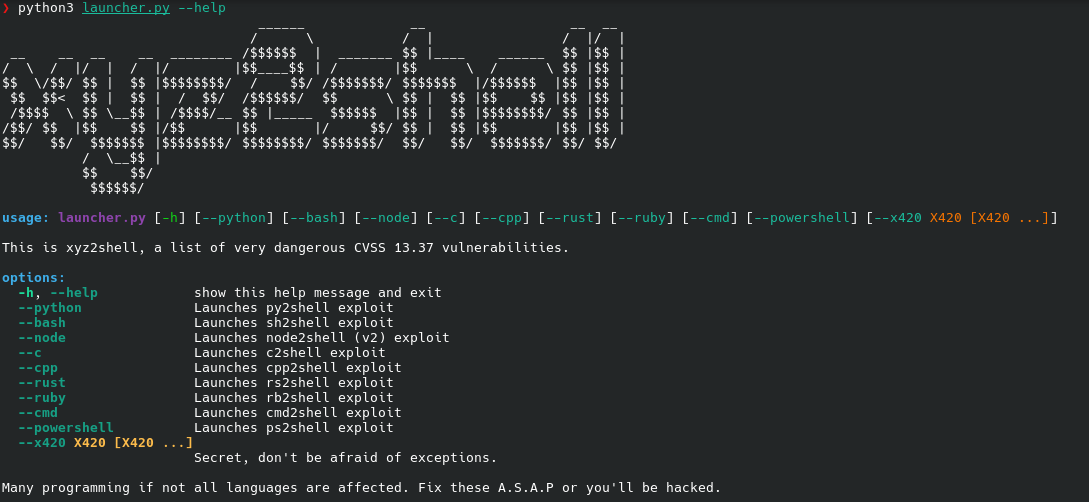 ❯ python3 launcher.py --help
xyz2shell
usage: launcher.py [-h] [--python] [--bash] [--node] [--c] [--cpp] [--rust] [--ruby] [--cmd] [--powershell] [--x420 X420 [X420 ...]]
This is xyz2shell, a list of very dangerous CVSS 13.37 vulnerabilities.
options:
-h, --help show this help message and exit
--python Launches py2shell exploit
--bash Launches sh2shell exploit
--node Launches node2shell (v2) exploit
--c Launches c2shell exploit
--cpp Launches cpp2shell exploit
--rust Launches rs2shell exploit
--ruby Launches rb2shell exploit
--cmd Launches cmd2shell exploit
--powershell Launches ps2shell exploit
--x420 X420 [X420 ...]
Secret, don't be afraid of exceptions.
Many programming if not all languages are affected. Fix these A.S.A.P or you'll be hacked.